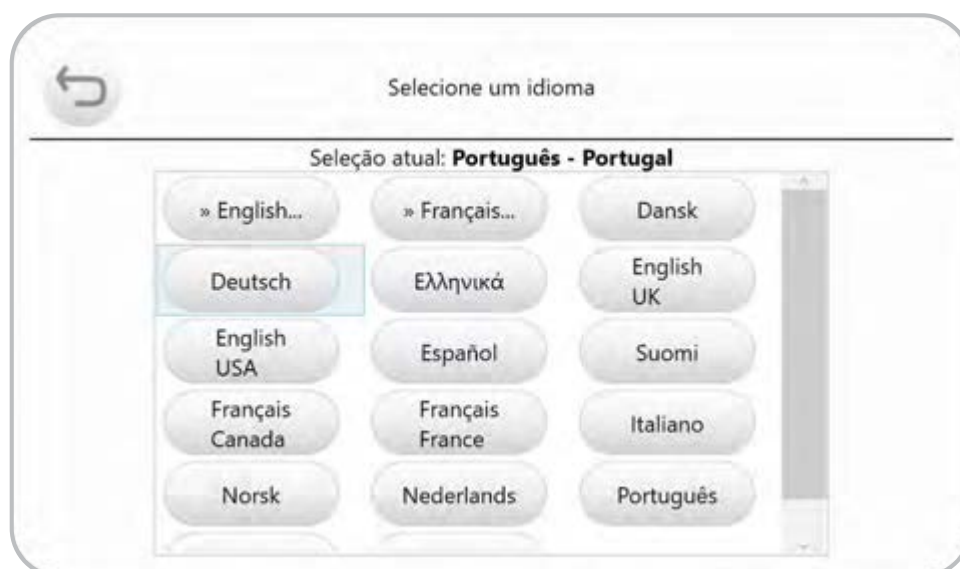 Selecione um idioma
Seleção atual: Português - Portugal
» English...
» Français...
Dansk
Deutsch
Ελληνικά
English
UK
English
USA
Español
Suomi
Français
Canada
Français
France
Italiano
Norsk
Nederlands
Português